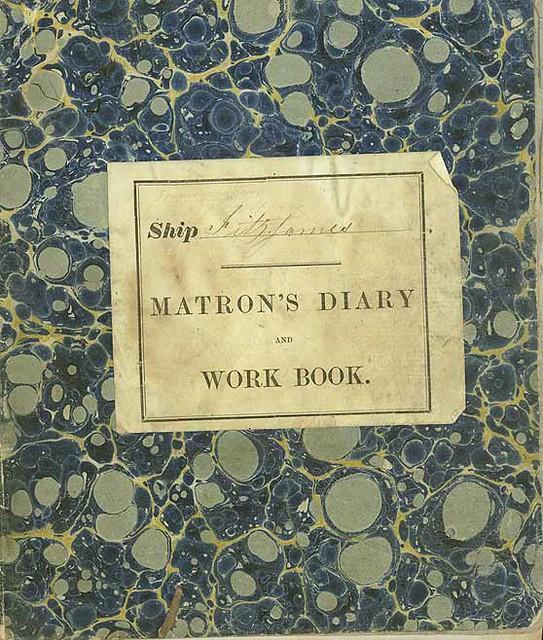 Ship Fitzjames
MATRON'S DIARY
AND
WORK BOOK.